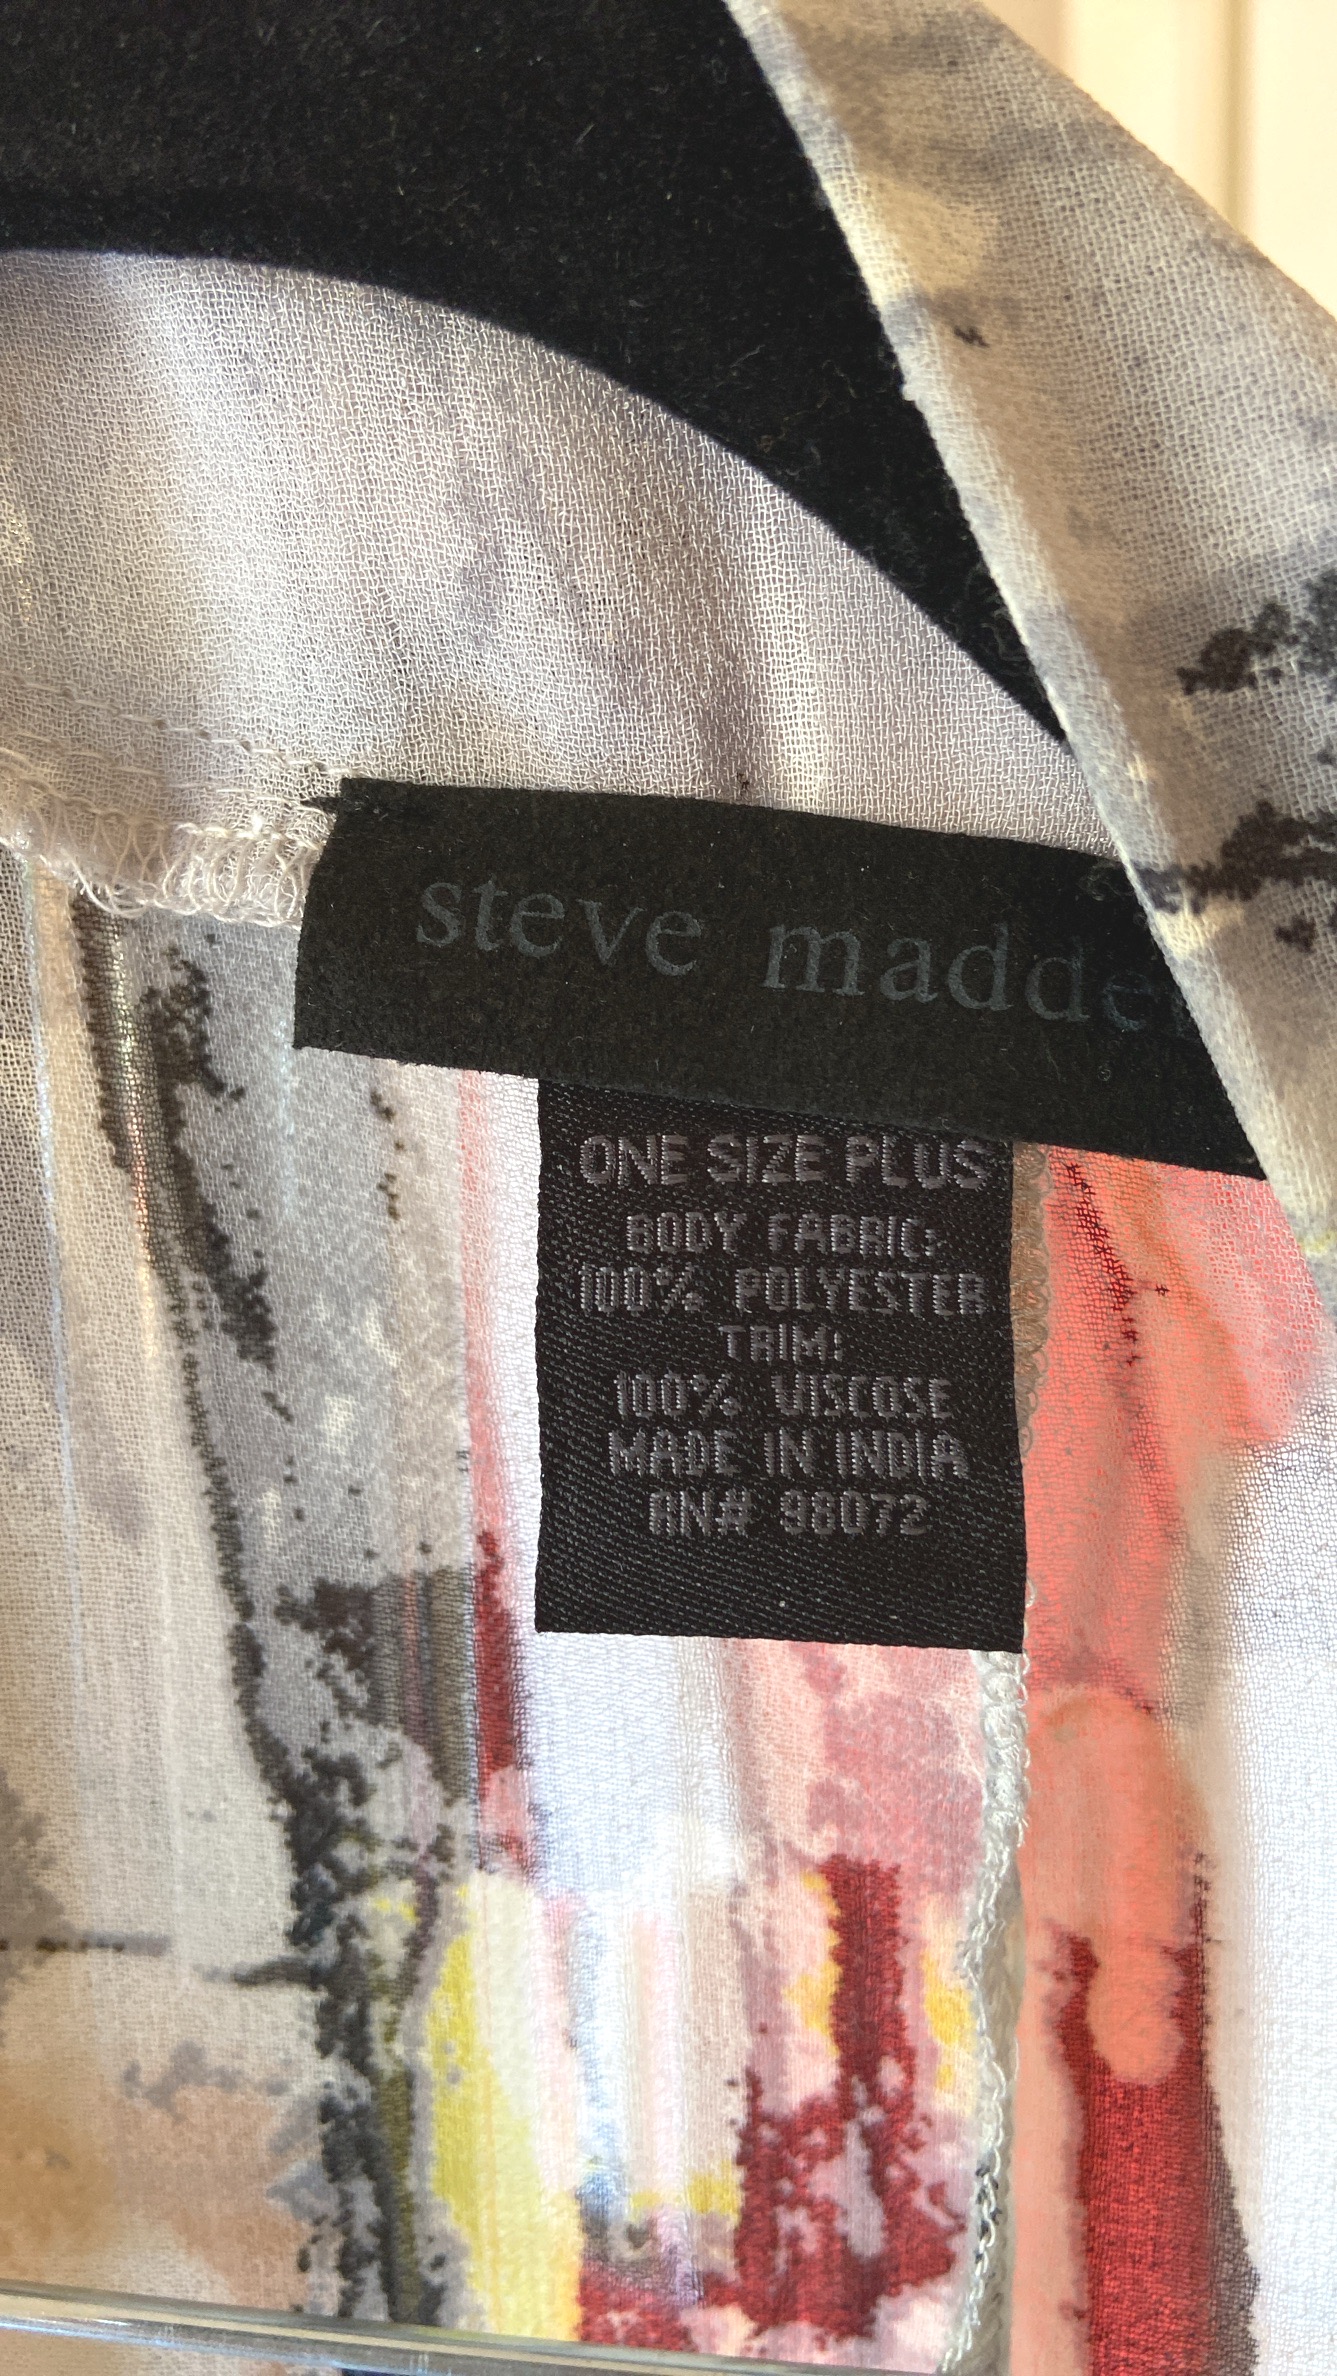 steve madde
ONE SIZE PLUS
BODY FABRIC:
100% POLYESTER
TRIM:
100% VISCOSE
MADE IN INDIA
RN# 98072